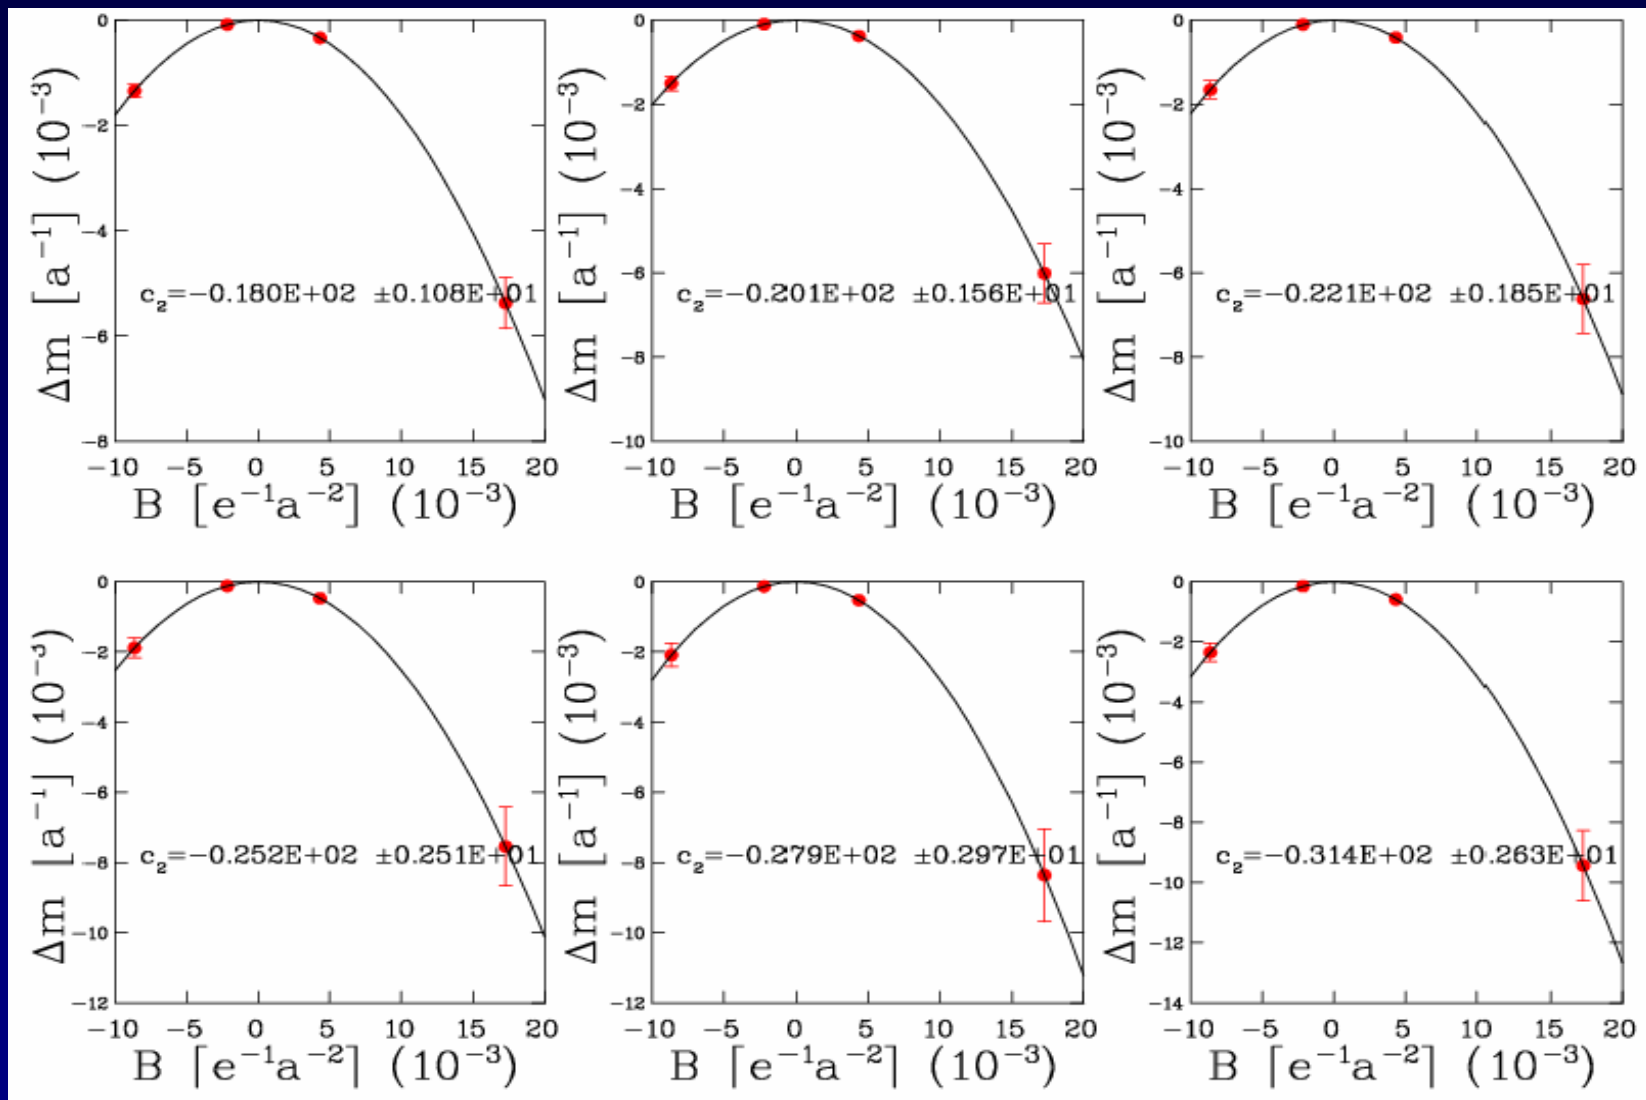 0
−2
−4
−6
−8
−10 −5 0 5 10 15 20
Δm [a⁻¹] (10⁻³)
c₂=−0.180E+02 ±0.108E+01
B [e⁻¹a⁻²] (10⁻³)
0
−2
−4
−6
−8
−10
−10 −5 0 5 10 15 20
Δm [a⁻¹] (10⁻³)
c₂=−0.201E+02 ±0.156E+01
B [e⁻¹a⁻²] (10⁻³)
0
−2
−4
−6
−8
−10
−10 −5 0 5 10 15 20
Δm [a⁻¹] (10⁻³)
c₂=−0.221E+02 ±0.185E+01
B [e⁻¹a⁻²] (10⁻³)
0
−2
−4
−6
−8
−10
−12
−10 −5 0 5 10 15 20
Δm [a⁻¹] (10⁻³)
c₂=−0.252E+02 ±0.251E+01
B [e⁻¹a⁻²] (10⁻³)
0
−2
−4
−6
−8
−10
−12
−10 −5 0 5 10 15 20
Δm [a⁻¹] (10⁻³)
c₂=−0.279E+02 ±0.297E+01
B [e⁻¹a⁻²] (10⁻³)
0
−2
−4
−6
−8
−10
−12
−14
−10 −5 0 5 10 15 20
Δm [a⁻¹] (10⁻³)
c₂=−0.314E+02 ±0.263E+01
B [e⁻¹a⁻²] (10⁻³)